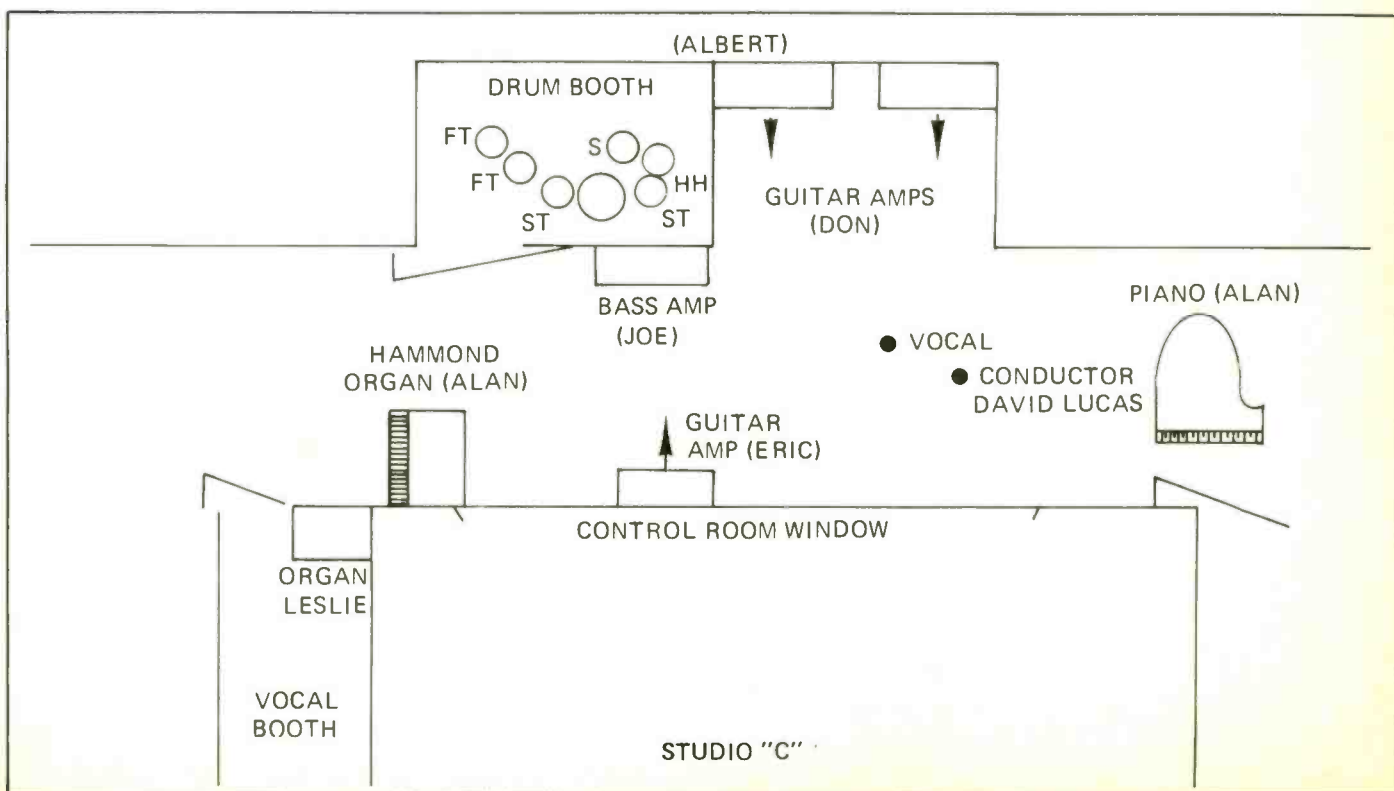 (ALBERT)
DRUM BOOTH
FT
S
FT
HH
ST
ST
GUITAR AMPS
(DON)
BASS AMP
(JOE)
PIANO (ALAN)
VOCAL
CONDUCTOR
DAVID LUCAS
HAMMOND
ORGAN (ALAN)
GUITAR
AMP (ERIC)
CONTROL ROOM WINDOW
ORGAN
LESLIE
VOCAL
BOOTH
STUDIO "C"